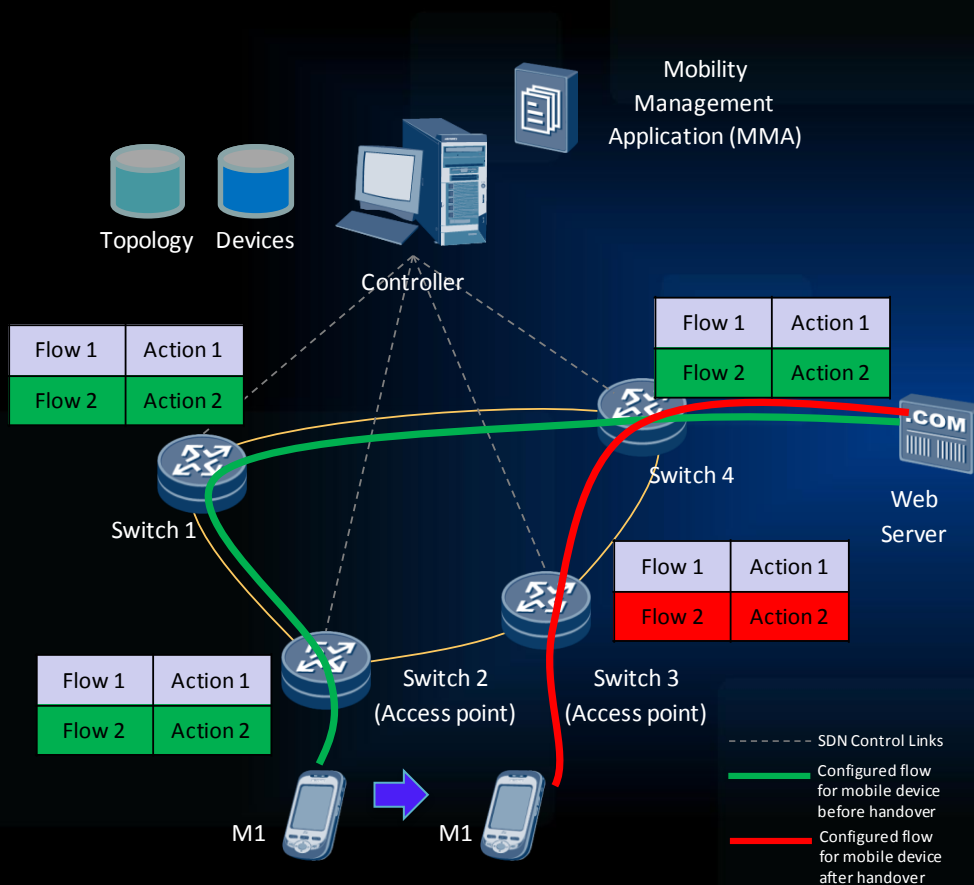 Mobility
Management
Application (MMA)
Topology
Devices
Controller
Flow 1 Action 1
Flow 2 Action 2
Flow 1 Action 1
Flow 2 Action 2
.COM
Switch 4
Web
Server
Switch 1
Flow 1 Action 1
Flow 2 Action 2
Switch 2
(Access point)
Switch 3
(Access point)
Flow 1 Action 1
Flow 2 Action 2
SDN Control Links
Configured flow
for mobile device
before handover
M1
M1
Configured flow
for mobile device
after handover